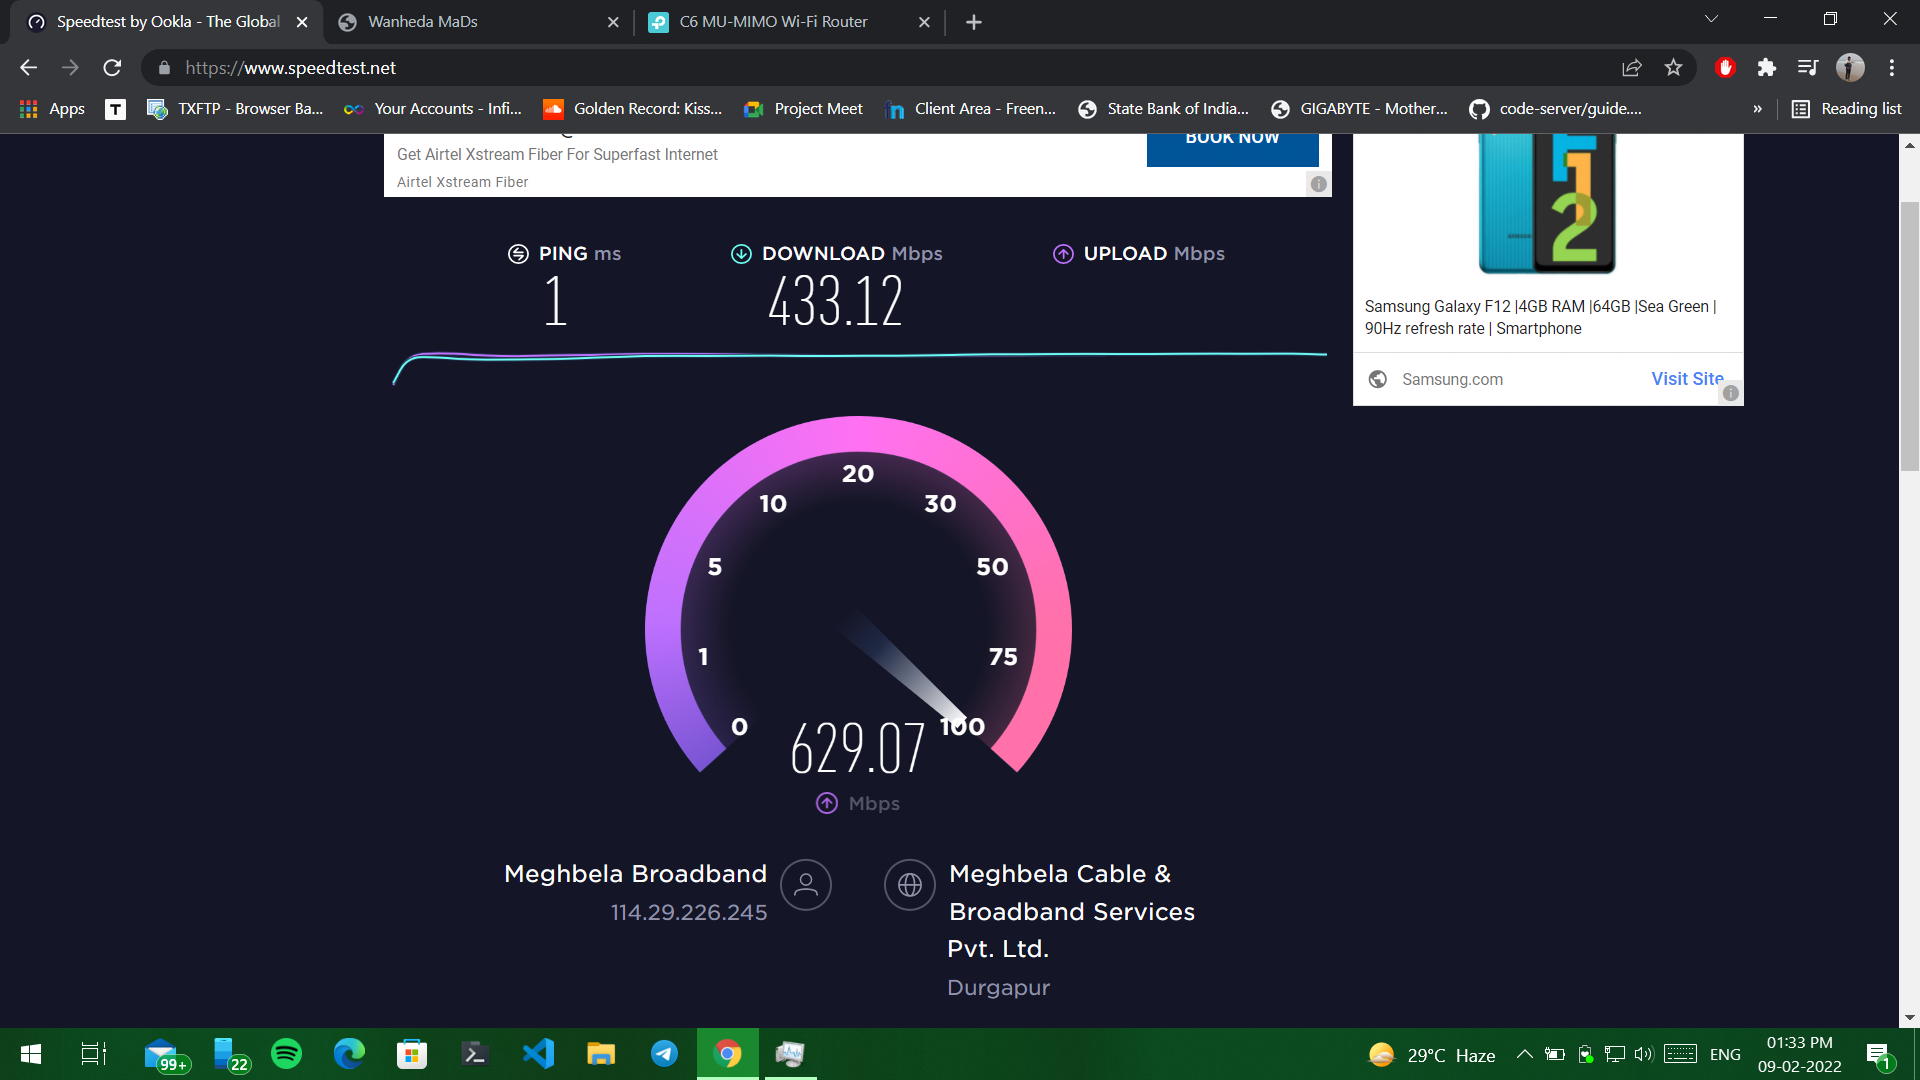 Speedtest by Ookla - The Global
Wanheda MaDs
C6 MU-MIMO Wi-Fi Router
https://www.speedtest.net
Apps
T
TXFTP - Browser Ba...
Your Accounts - Infi...
Golden Record: Kiss...
Project Meet
Client Area - Freen...
State Bank of India...
GIGABYTE - Mother...
code-server/guide....
»
Reading list
Get Airtel Xstream Fiber For Superfast Internet
Airtel Xstream Fiber
BOOK NOW
F12
Samsung Galaxy F12 |4GB RAM |64GB |Sea Green |
90Hz refresh rate | Smartphone
Samsung.com
Visit Site
PING ms
1
DOWNLOAD Mbps
433.12
UPLOAD Mbps
0
1
5
10
20
30
50
75
100
629.07
Mbps
Meghbela Broadband
114.29.226.245
Meghbela Cable &
Broadband Services
Pvt. Ltd.
Durgapur
99+
22
29°C Haze
ENG
01:33 PM
09-02-2022
1